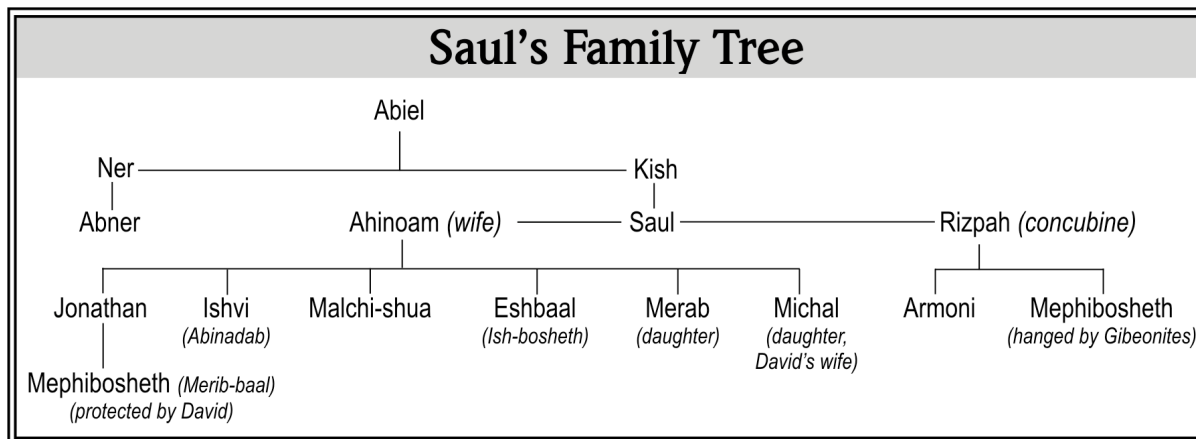 Saul's Family Tree
Abiel
Ner Kish
Abner Ahinoam (wife) Saul Rizpah (concubine)
Jonathan Ishvi Malchi-shua Eshbaal Merab Michal Armoni Mephibosheth
(Abinadab) (Ish-bosheth) (daughter) (daughter, (hanged by Gibeonites)
David's wife)
Mephibosheth (Merib-baal)
(protected by David)